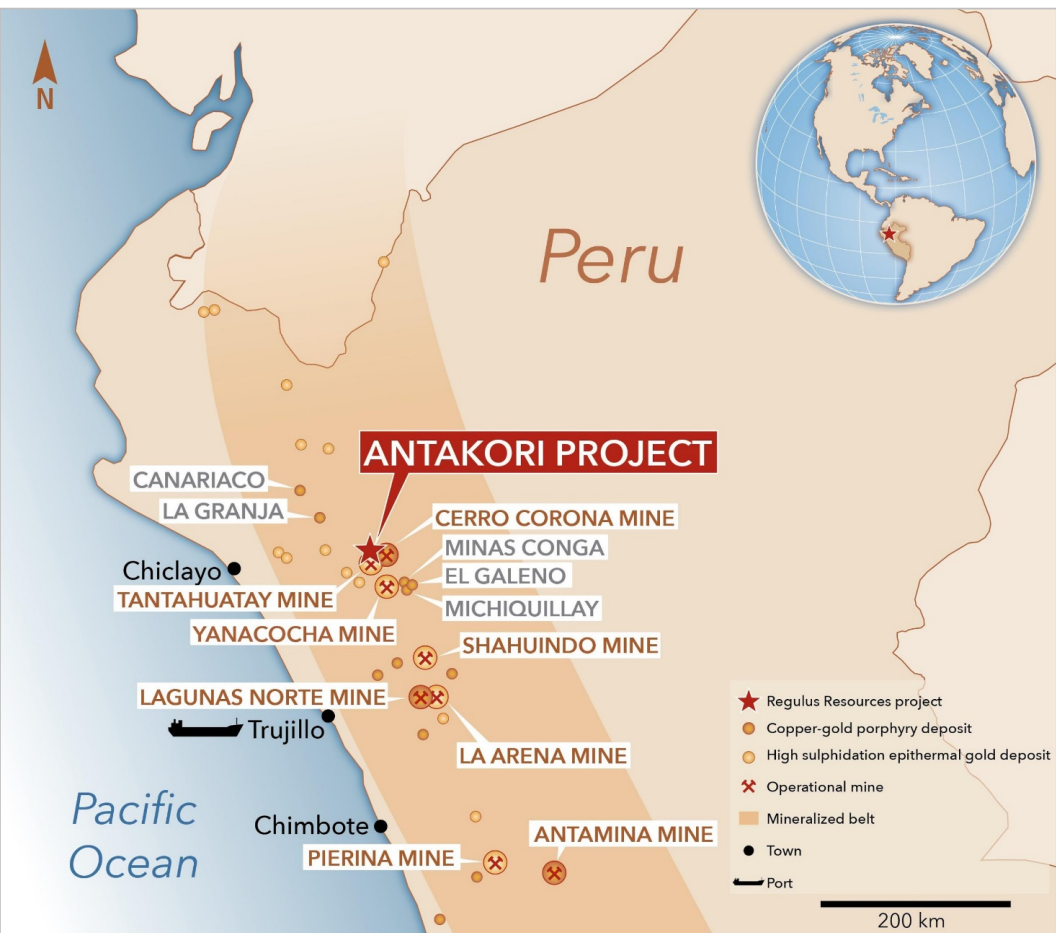 N
Peru
ANTAKORI PROJECT
CANARIACO
LA GRANJA
CERRO CORONA MINE
MINAS CONGA
Chiclayo
EL GALENO
TANTAHUATAY MINE
MICHIQUILLAY
YANACOCHA MINE
SHAHUINDO MINE
LAGUNAS NORTE MINE
Trujillo
LA ARENA MINE
Pacific
Ocean
Chimbote
ANTAMINA MINE
PIERINA MINE
Regulus Resources project
Copper-gold porphyry deposit
High sulphidation epithermal gold deposit
Operational mine
Mineralized belt
Town
Port
200 km